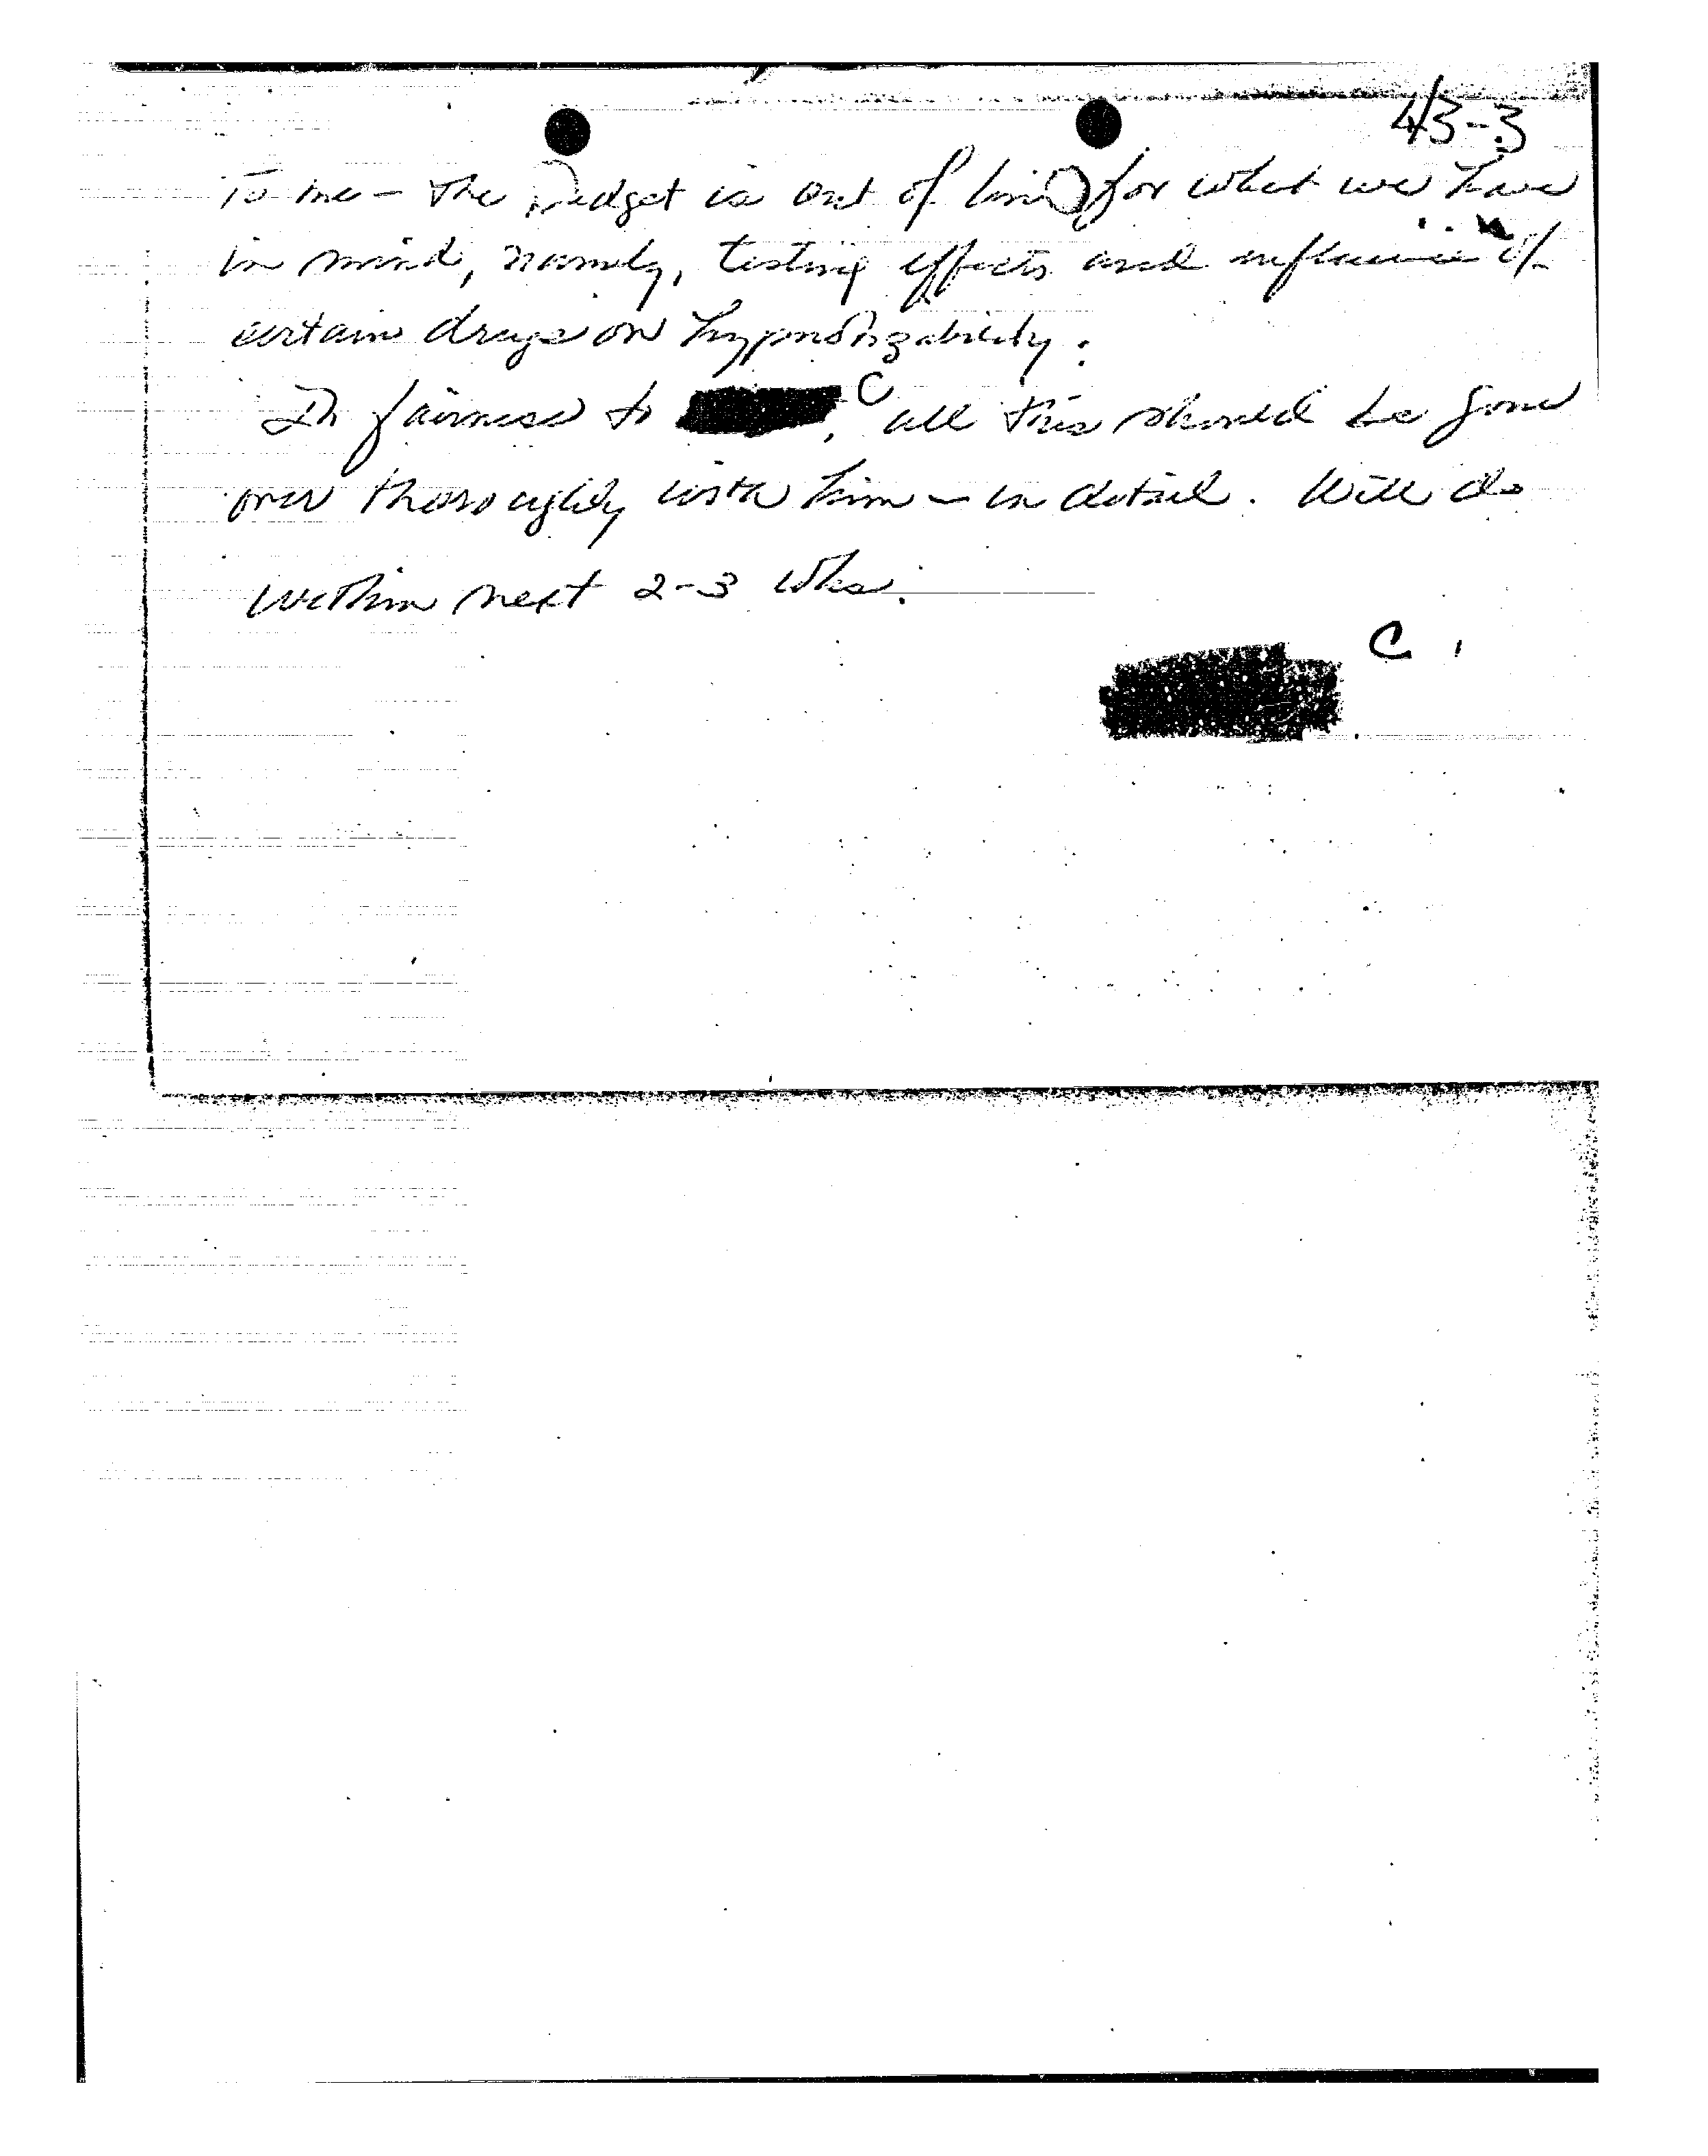 43-3
To me - the budget is out of line for what we have
in mind, namely, testing effects and influence of
certain drugs on hypnotizability.
In fairness to C, all this should be gone
over thoroughly with him - in detail. Will do
within next 2-3 wks.
C